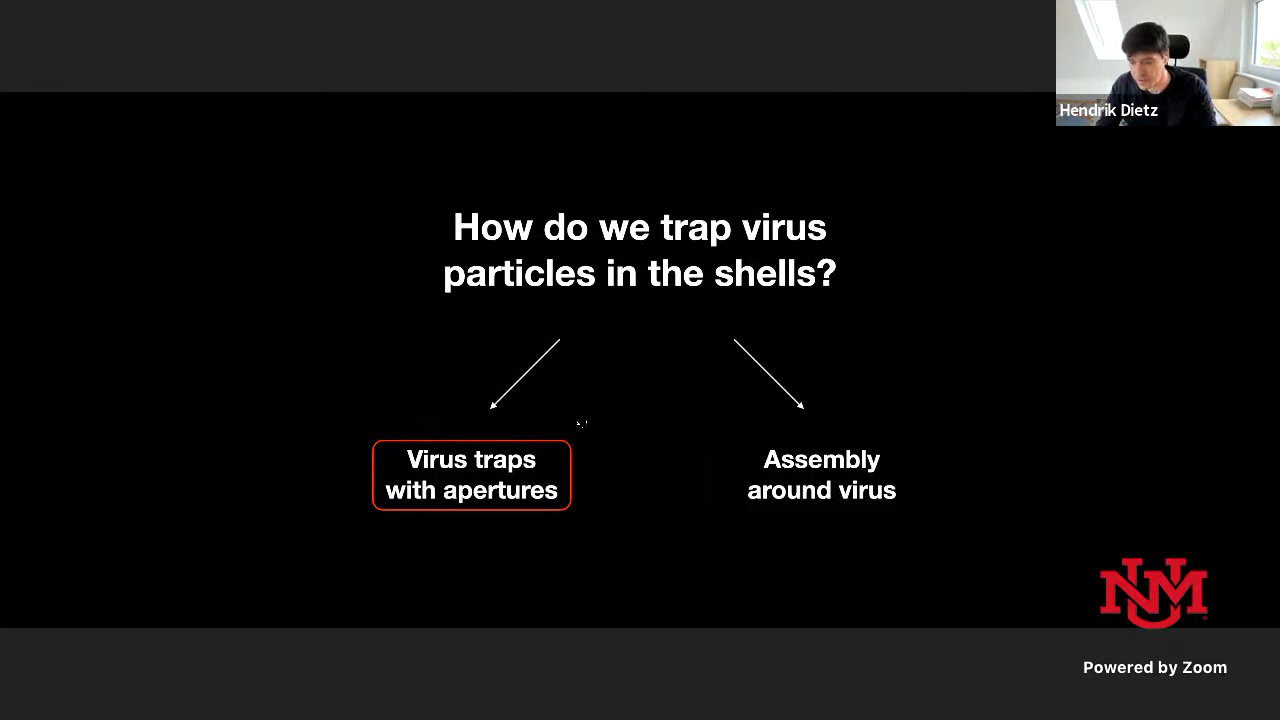 Hendrik Dietz
How do we trap virus
particles in the shells?
Virus traps
with apertures
Assembly
around virus
UNM
Powered by Zoom